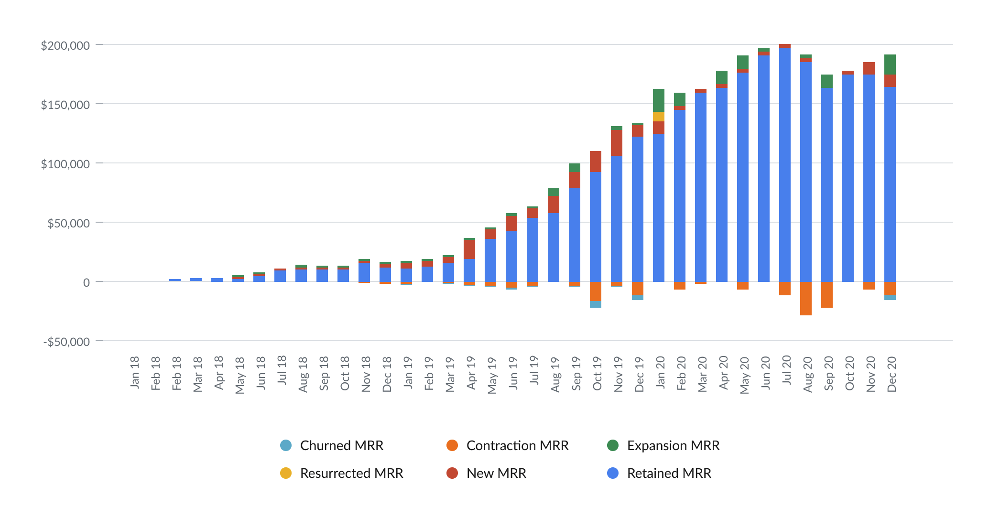 $200,000
$150,000
$100,000
$50,000
0
-$50,000
Jan 18
Feb 18
Feb 18
Mar 18
Apr 18
May 18
Jun 18
Jul 18
Aug 18
Sep 18
Oct 18
Nov 18
Dec 18
Jan 19
Feb 19
Mar 19
Apr 19
May 19
Jun 19
Jul 19
Aug 19
Sep 19
Oct 19
Nov 19
Dec 19
Jan 20
Feb 20
Mar 20
Apr 20
May 20
Jun 20
Jul 20
Aug 20
Sep 20
Oct 20
Nov 20
Dec 20
Churned MRR Contraction MRR Expansion MRR
Resurrected MRR New MRR Retained MRR